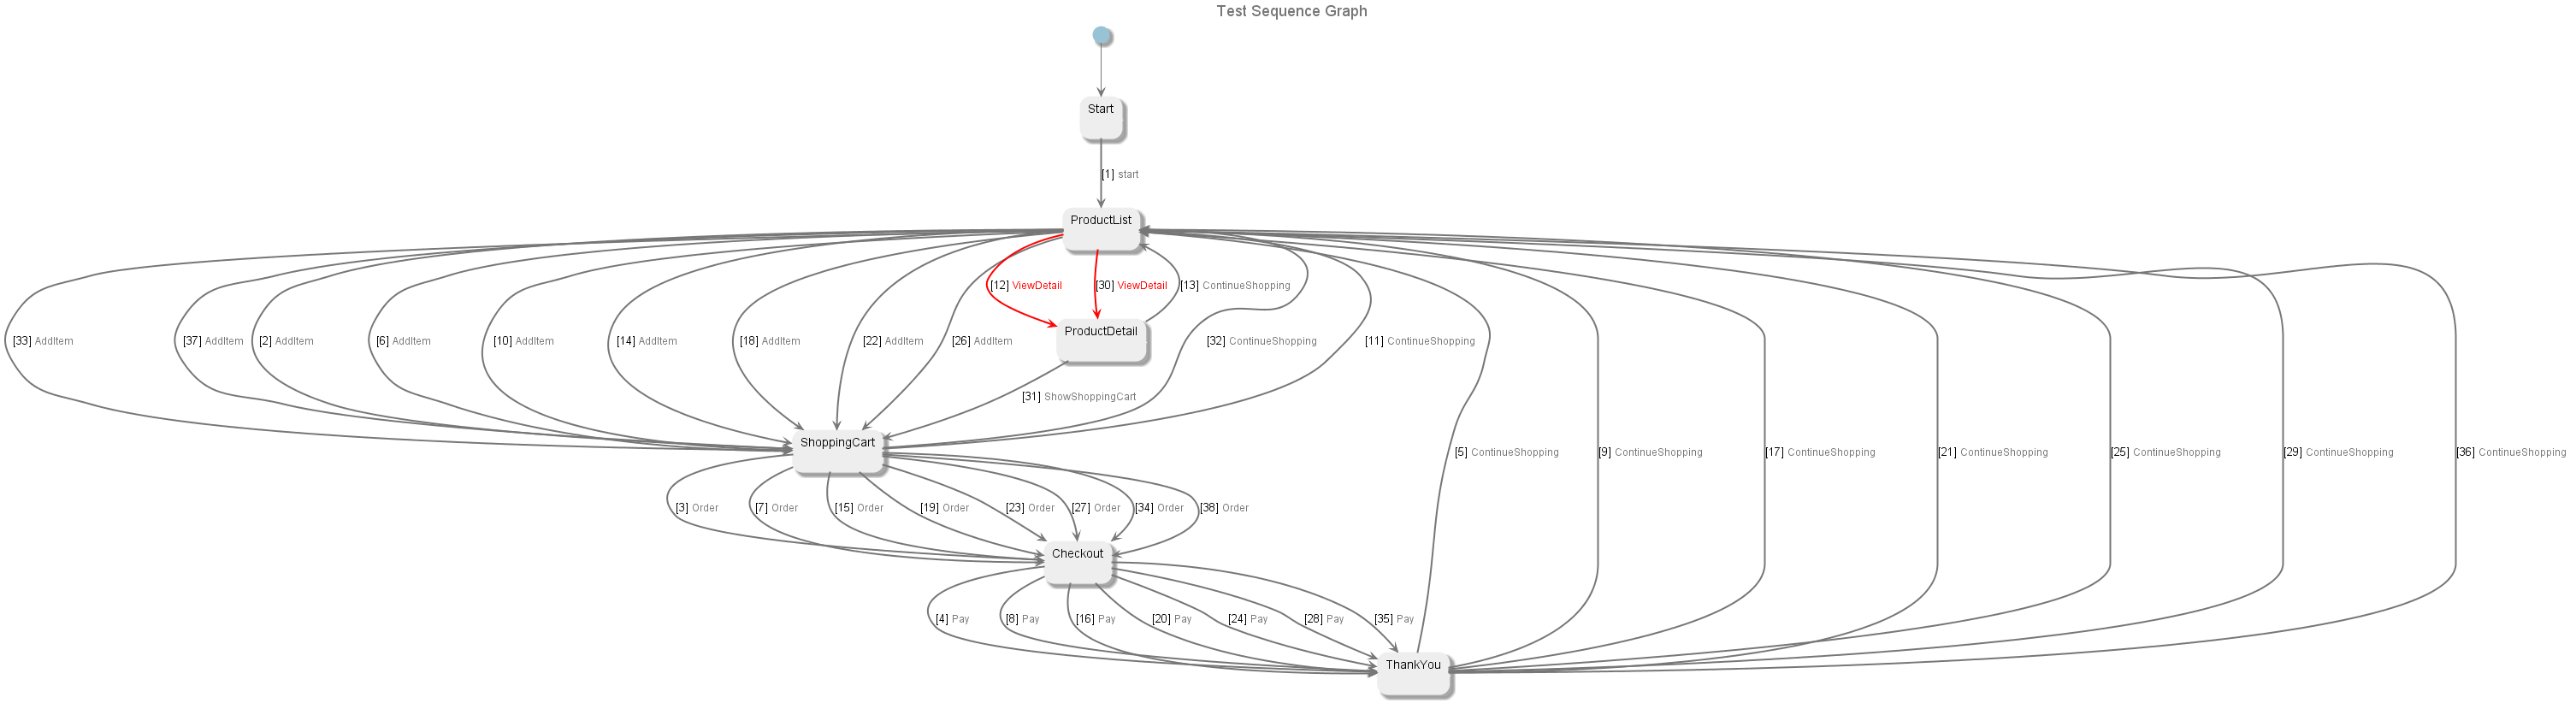 Test Sequence Graph
Start
[1] start
ProductList
[12] ViewDetail
[30] ViewDetail
[13] ContinueShopping
ProductDetail
[33] AddItem
[37] AddItem
[2] AddItem
[6] AddItem
[10] AddItem
[14] AddItem
[18] AddItem
[22] AddItem
[26] AddItem
[32] ContinueShopping
[11] ContinueShopping
[31] ShowShoppingCart
ShoppingCart
[5] ContinueShopping
[9] ContinueShopping
[17] ContinueShopping
[21] ContinueShopping
[25] ContinueShopping
[29] ContinueShopping
[36] ContinueShopping
[3] Order
[7] Order
[15] Order
[19] Order
[23] Order
[27] Order
[34] Order
[38] Order
Checkout
[4] Pay
[8] Pay
[16] Pay
[20] Pay
[24] Pay
[28] Pay
[35] Pay
ThankYou